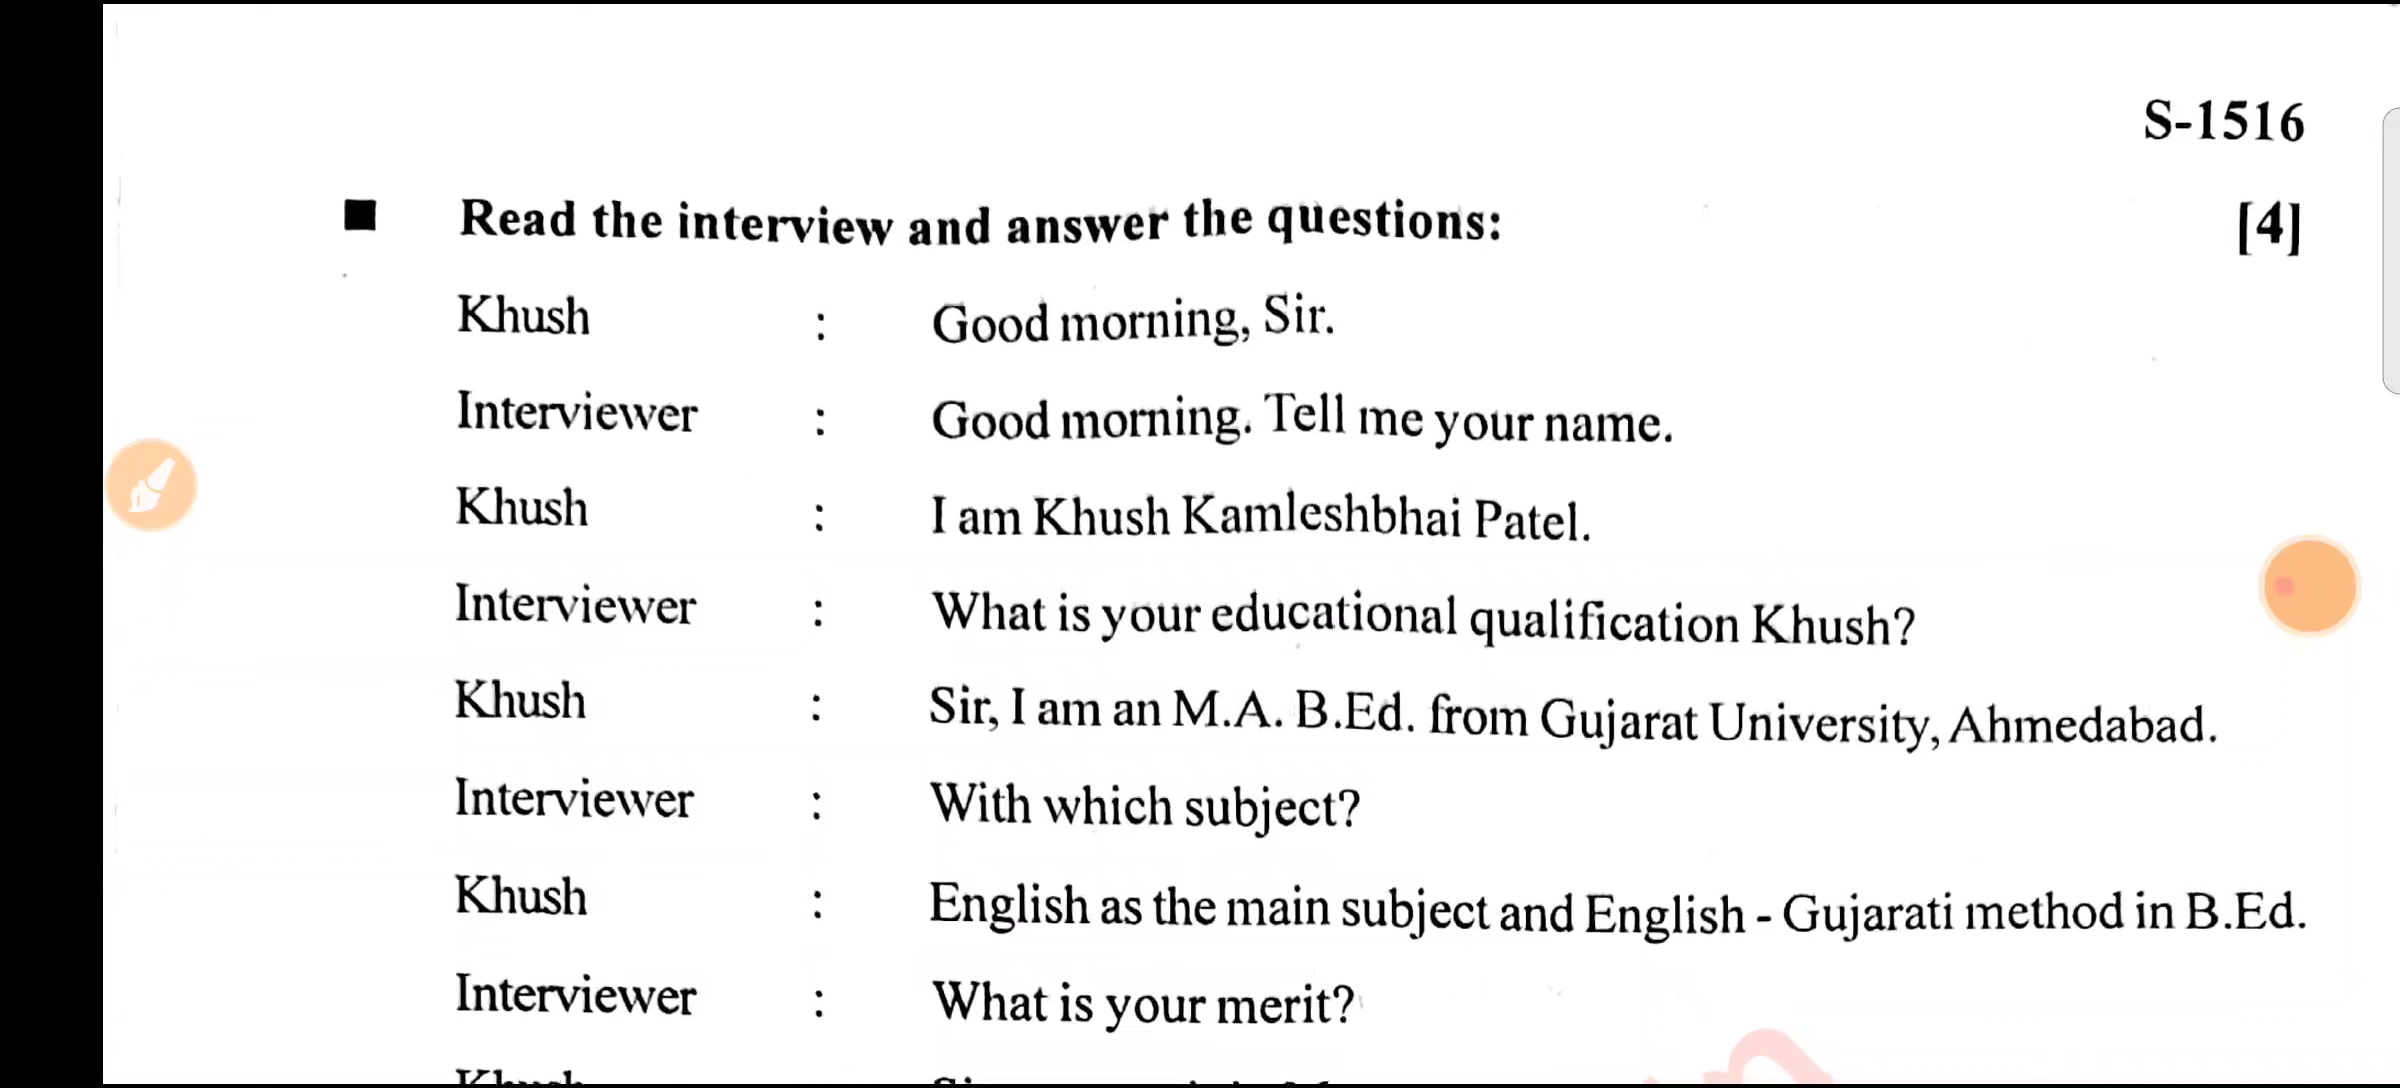 S-1516
■ Read the interview and answer the questions: [4]
Khush : Good morning, Sir.
Interviewer : Good morning. Tell me your name.
Khush : I am Khush Kamleshbhai Patel.
Interviewer : What is your educational qualification Khush?
Khush : Sir, I am an M.A. B.Ed. from Gujarat University, Ahmedabad.
Interviewer : With which subject?
Khush : English as the main subject and English - Gujarati method in B.Ed.
Interviewer : What is your merit?